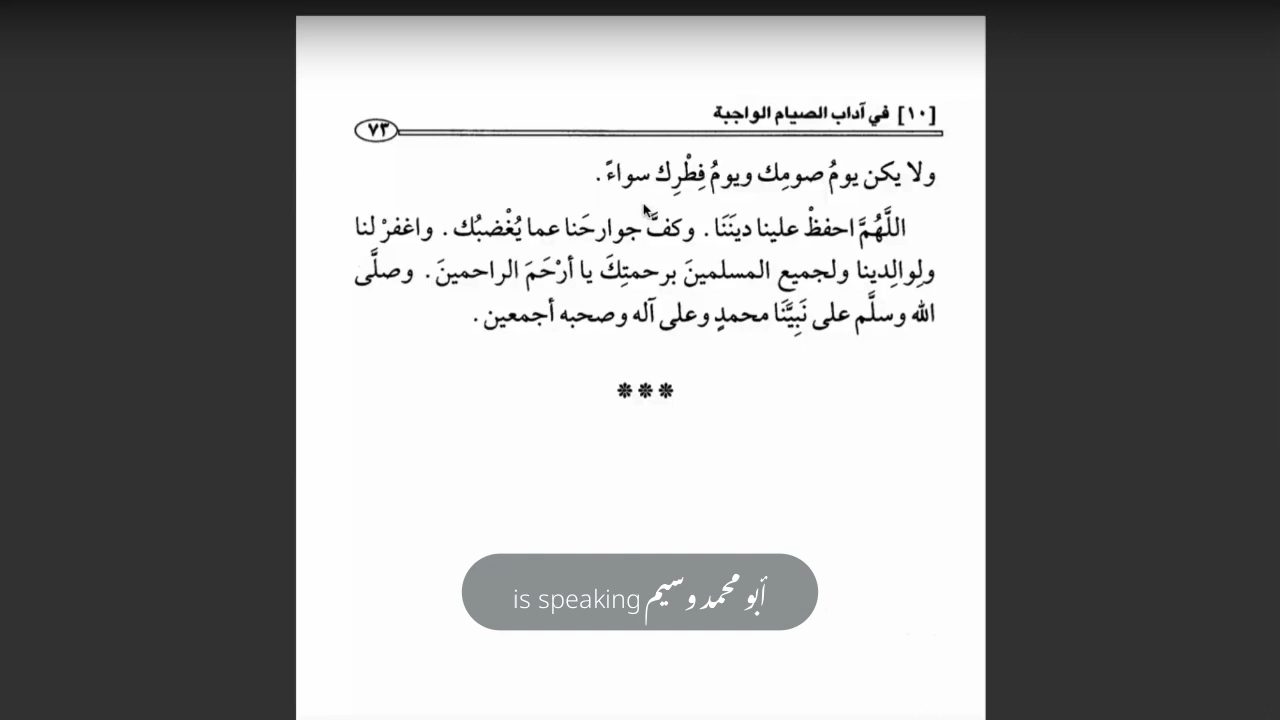 [١٠] في آداب الصيام الواجبة
٧٣
ولا يكن يومُ صومِك ويومُ فِطْرِك سواءً .
اللَّهُمَّ احفظْ علينا دينَنَا . وكفَّ جوارحَنا عما يُغْضبُك . واغفرْ لنا
ولِوالِدينا ولجميع المسلمينَ برحمتِكَ يا أرْحَمَ الراحمينَ . وصلَّى
الله وسلَّم على نَبِيَّنَا محمدٍ وعلى آله وصحبه أجمعين .
***
أبو محمد وسيم is speaking